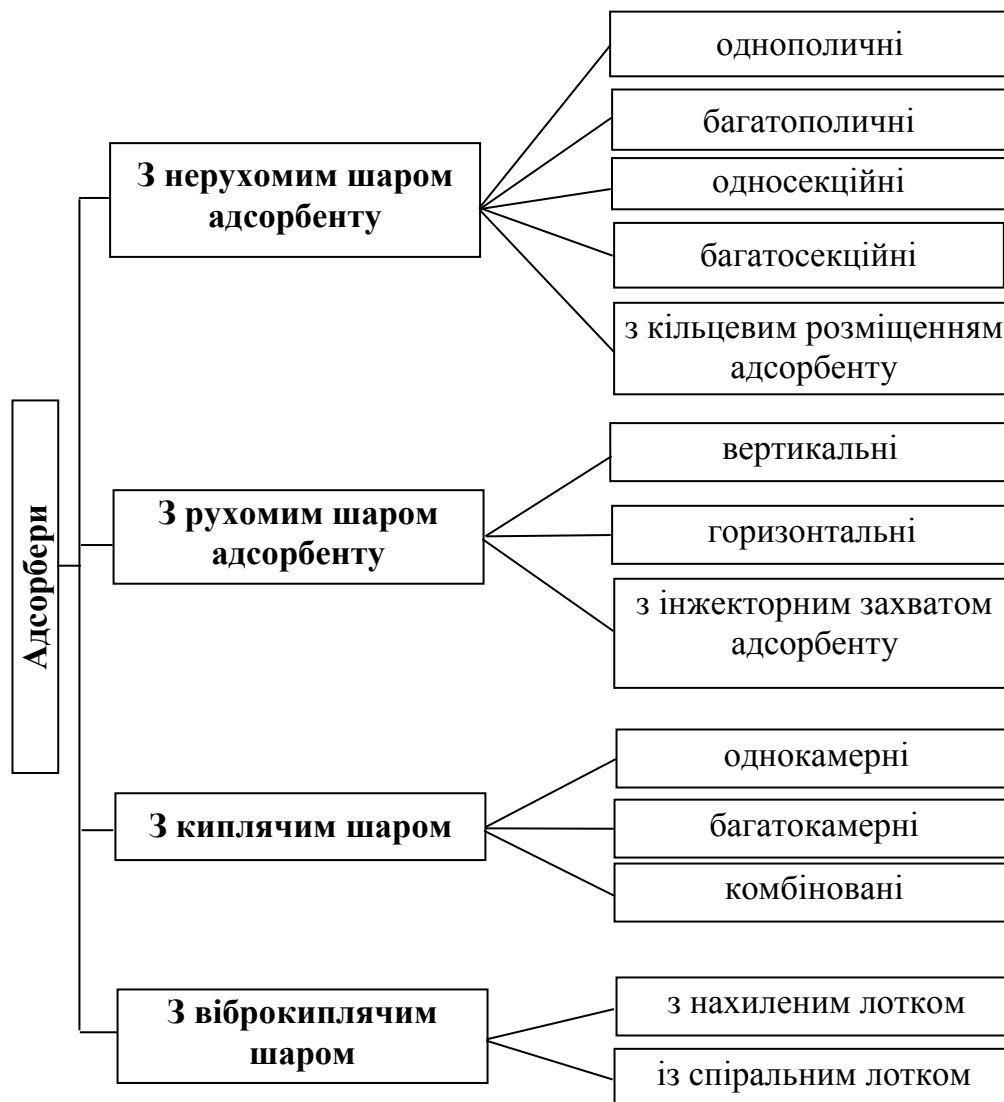 Адсорбери
З нерухомим шаром
адсорбенту
однополичні
багатополичні
односекційні
багатосекційні
з кільцевим розміщенням
адсорбенту
З рухомим шаром
адсорбенту
вертикальні
горизонтальні
з інжекторним захватом
адсорбенту
З киплячим шаром
однокамерні
багатокамерні
комбіновані
З віброкиплячим
шаром
з нахиленим лотком
із спіральним лотком